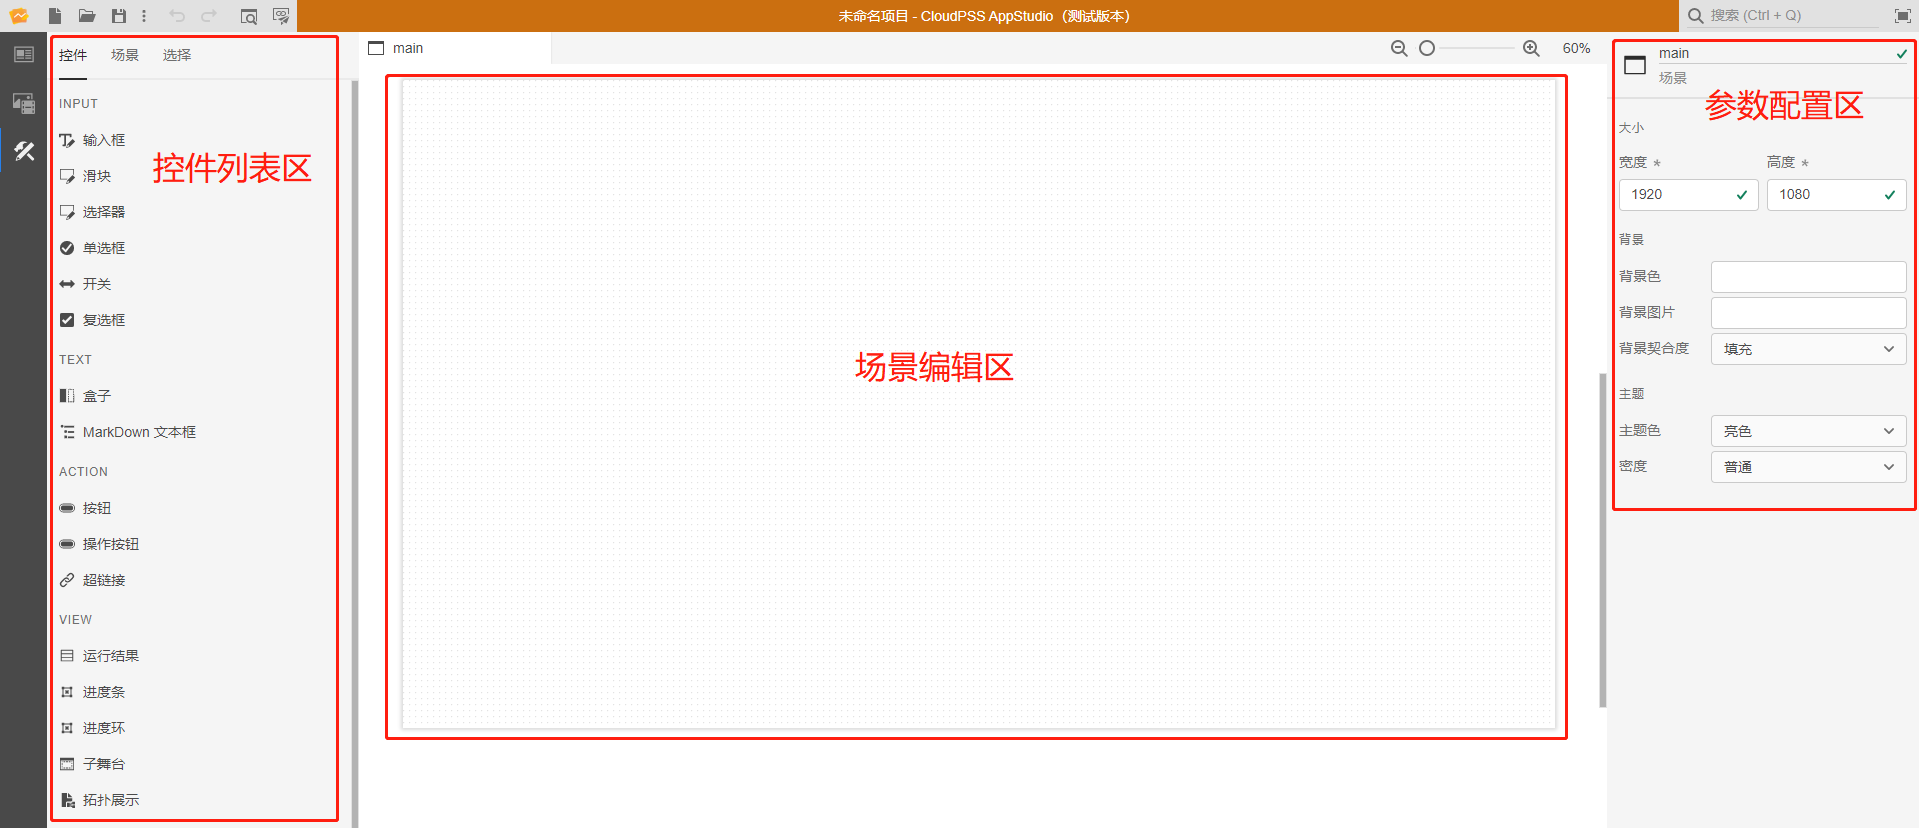 未命名项目 - CloudPSS AppStudio（测试版本）
搜索 (Ctrl + Q)
控件 场景 选择
INPUT
输入框
滑块
选择器
单选框
开关
复选框
TEXT
盒子
MarkDown 文本框
ACTION
按钮
操作按钮
超链接
VIEW
运行结果
进度条
进度环
子舞台
拓扑展示
控件列表区
main
60%
场景编辑区
main
场景
参数配置区
大小
宽度 * 高度 *
1920 1080
背景
背景色
背景图片
背景契合度 填充
主题
主题色 亮色
密度 普通